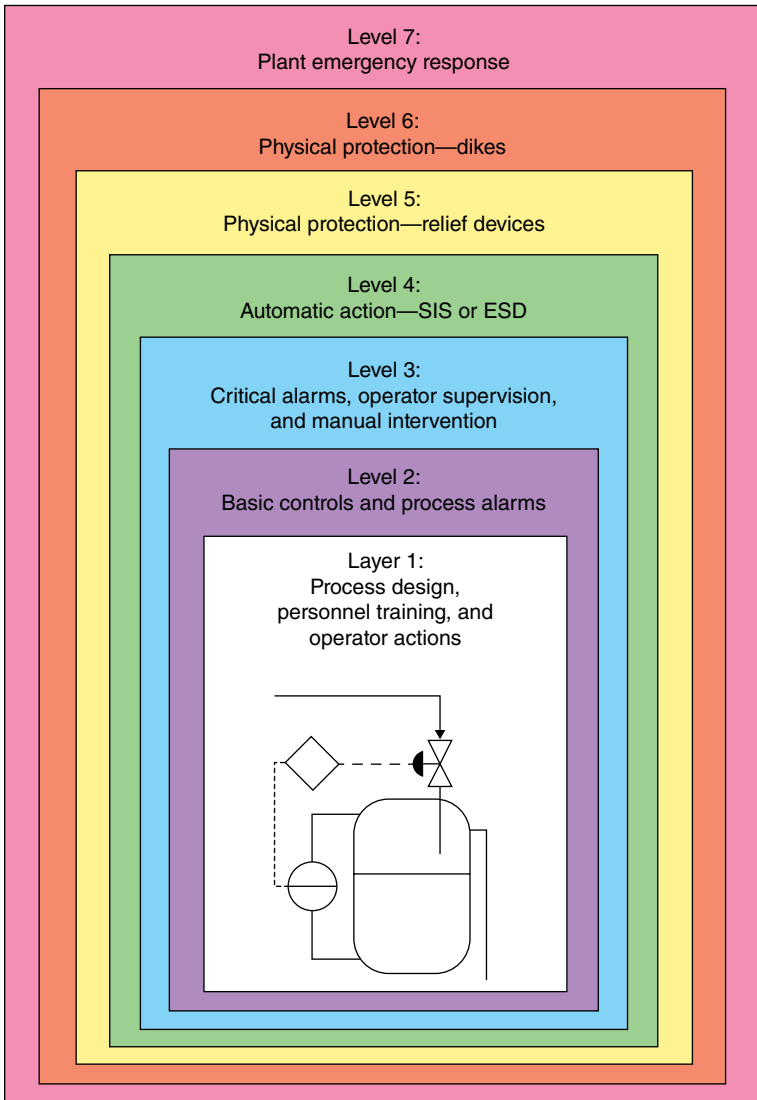 Level 7:
Plant emergency response
Level 6:
Physical protection—dikes
Level 5:
Physical protection—relief devices
Level 4:
Automatic action—SIS or ESD
Level 3:
Critical alarms, operator supervision,
and manual intervention
Level 2:
Basic controls and process alarms
Layer 1:
Process design,
personnel training, and
operator actions